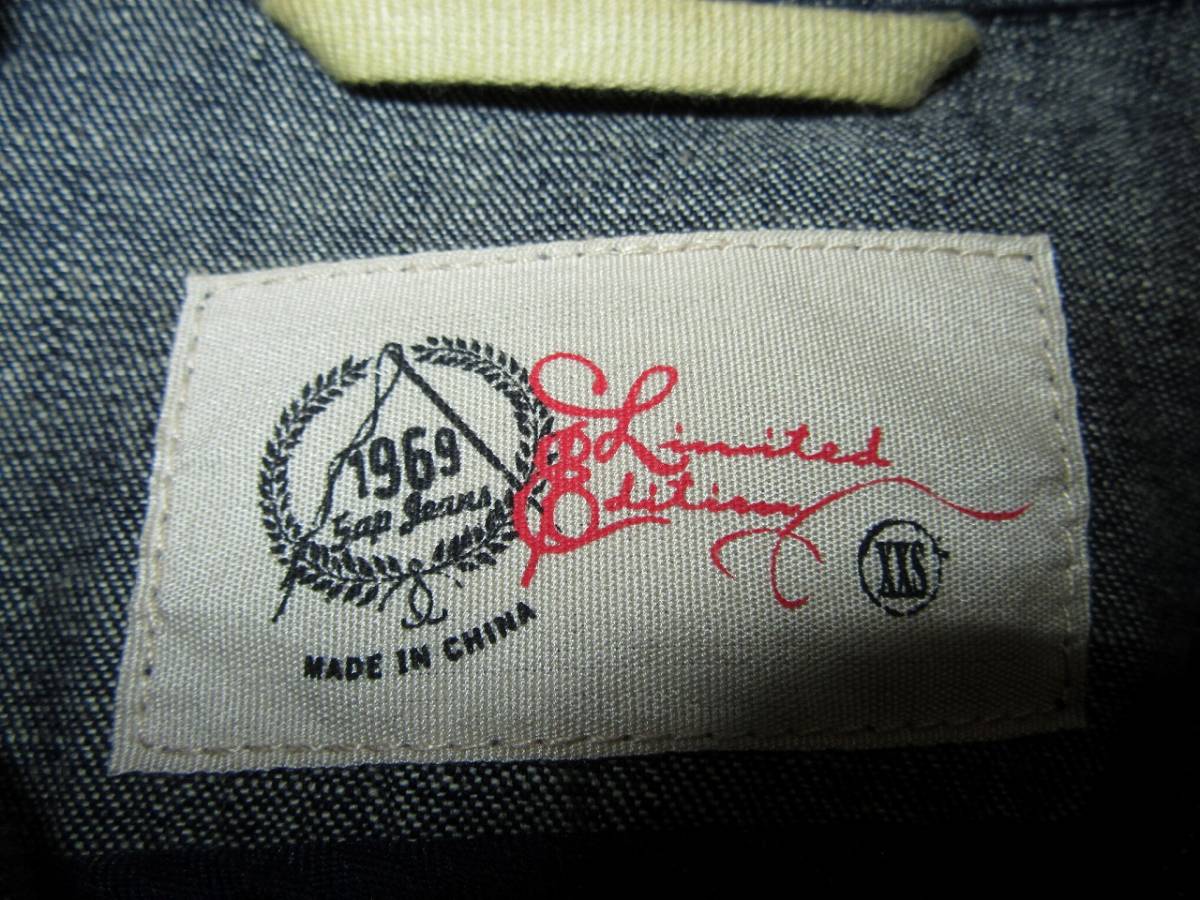 1969
Gap Jeans
MADE IN CHINA
Limited
Edition
XXS